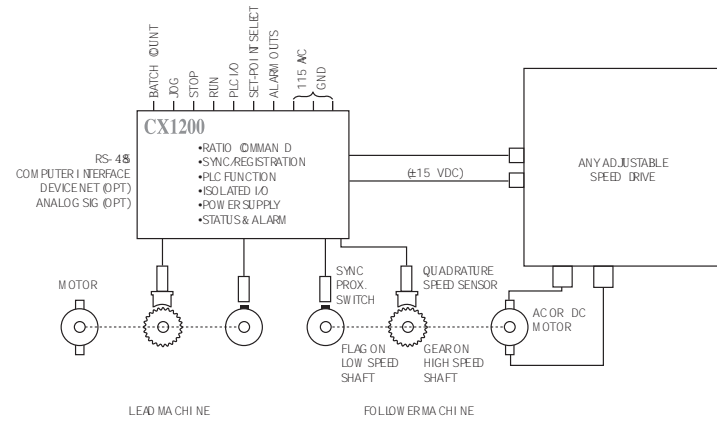 BATCH COUNT
JOG
STOP
RUN
PLC I/O
SET-POINT SELECT
ALARM OUTS
115 A/C
GND
CX1200
•RATIO COMMAND
•SYNC/REGISTRATION
•PLC FUNCTION
•ISOLATED I/O
•POWER SUPPLY
•STATUS & ALARM
RS-485
COMPUTER INTERFACE
DEVICE NET (OPT)
ANALOG SIG (OPT)
(±15 VDC)
ANY ADJUSTABLE
SPEED DRIVE
MOTOR
SYNC
PROX.
SWITCH
QUADRATURE
SPEED SENSOR
AC OR DC
MOTOR
FLAG ON
LOW SPEED
SHAFT
GEAR ON
HIGH SPEED
SHAFT
LEAD MACHINE
FOLLOWER MACHINE